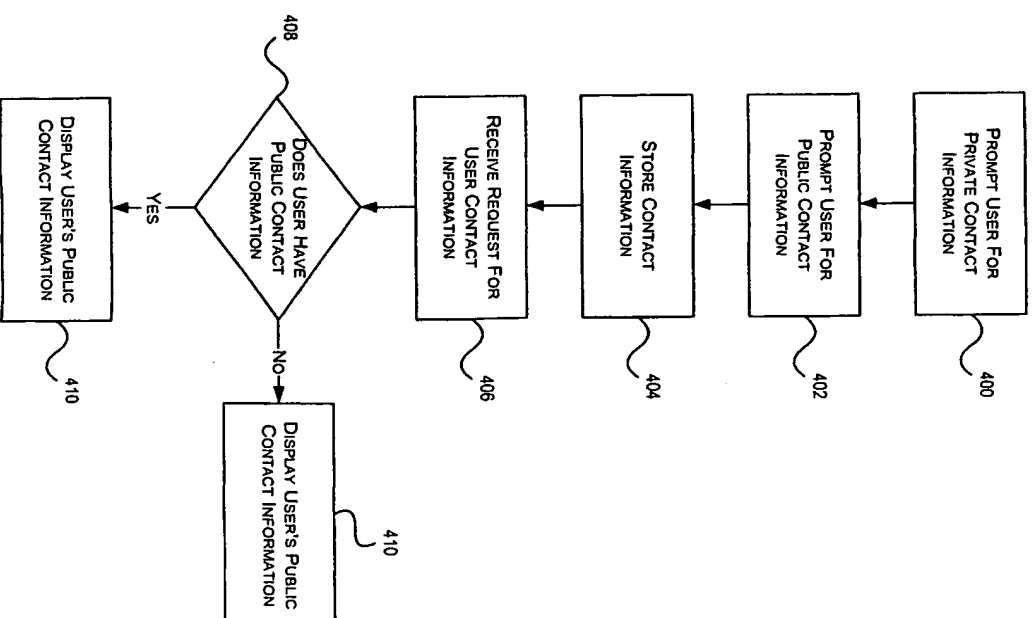 PROMPT USER FOR
PRIVATE CONTACT
INFORMATION
400
PROMPT USER FOR
PUBLIC CONTACT
INFORMATION
402
STORE CONTACT
INFORMATION
404
RECEIVE REQUEST FOR
USER CONTACT
INFORMATION
406
408
DOES USER HAVE
PUBLIC CONTACT
INFORMATION
NO
DISPLAY USER'S PUBLIC
CONTACT INFORMATION
410
YES
DISPLAY USER'S PUBLIC
CONTACT INFORMATION
410